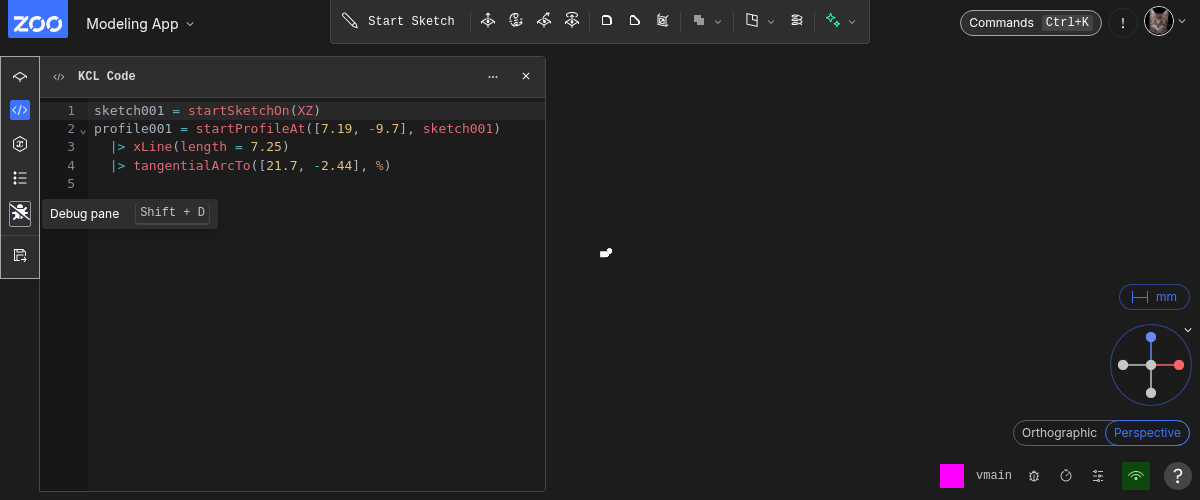 ZOO
Modeling App
Start Sketch
Commands Ctrl+K
!
KCL Code
1 sketch001 = startSketchOn(XZ)
2 profile001 = startProfileAt([7.19, -9.7], sketch001)
3 |> xLine(length = 7.25)
4 |> tangentialArcTo([21.7, -2.44], %)
5
Debug pane Shift + D
mm
Orthographic Perspective
vmain
?